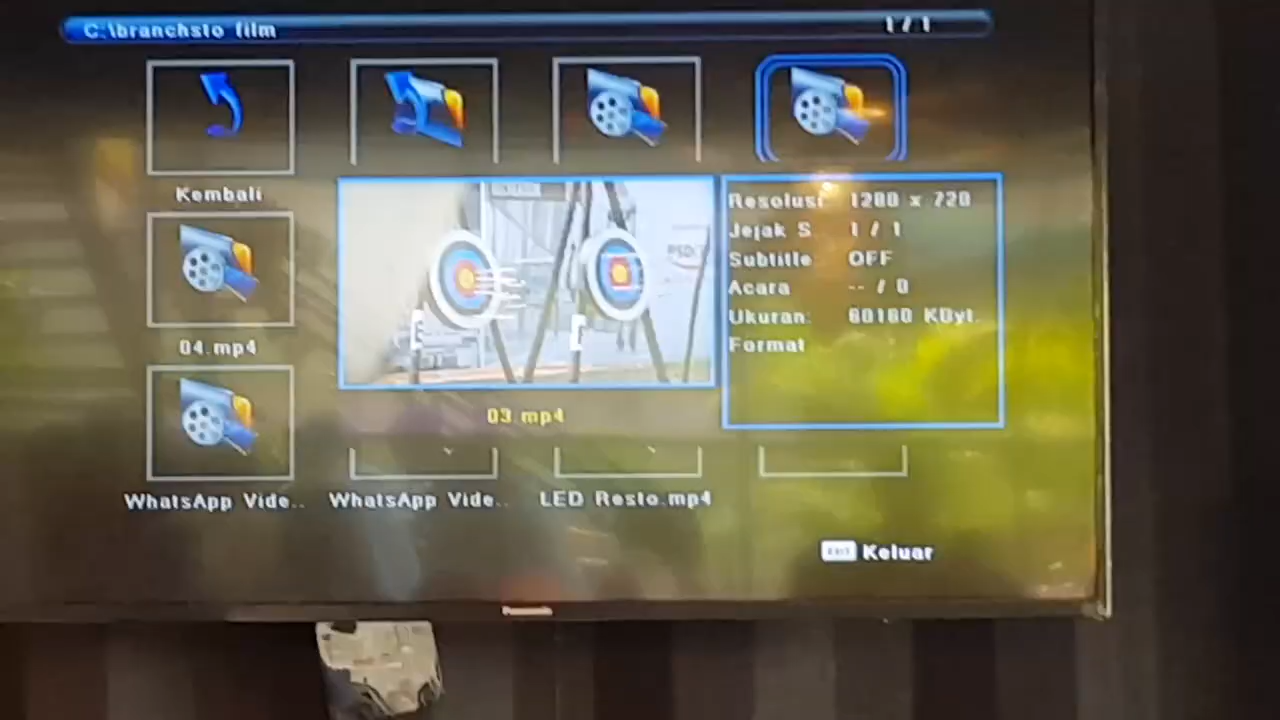 C:\branchsto film
1 / 1
Kembali
Resolusi 1280 x 720
Jejak S 1 / 1
Subtitle OFF
Acara -- / 0
Ukuran: 60160 KByt.
Format
04.mp4
03.mp4
WhatsApp Vide..
WhatsApp Vide..
LED Resto.mp4
Keluar
Panasonic